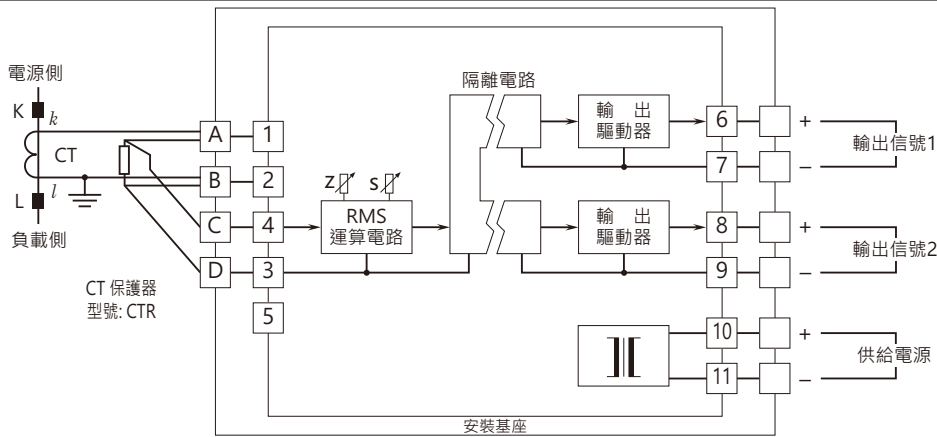 電源側
K
k
CT
l
L
負載側
CT 保護器
型號: CTR
A
B
C
D
1
2
4
3
5
Z
S
RMS
運算電路
隔離電路
輸 出
驅動器
輸 出
驅動器
6
7
8
9
10
11
+
輸出信號1
−
+
輸出信號2
−
+
供給電源
−
安裝基座